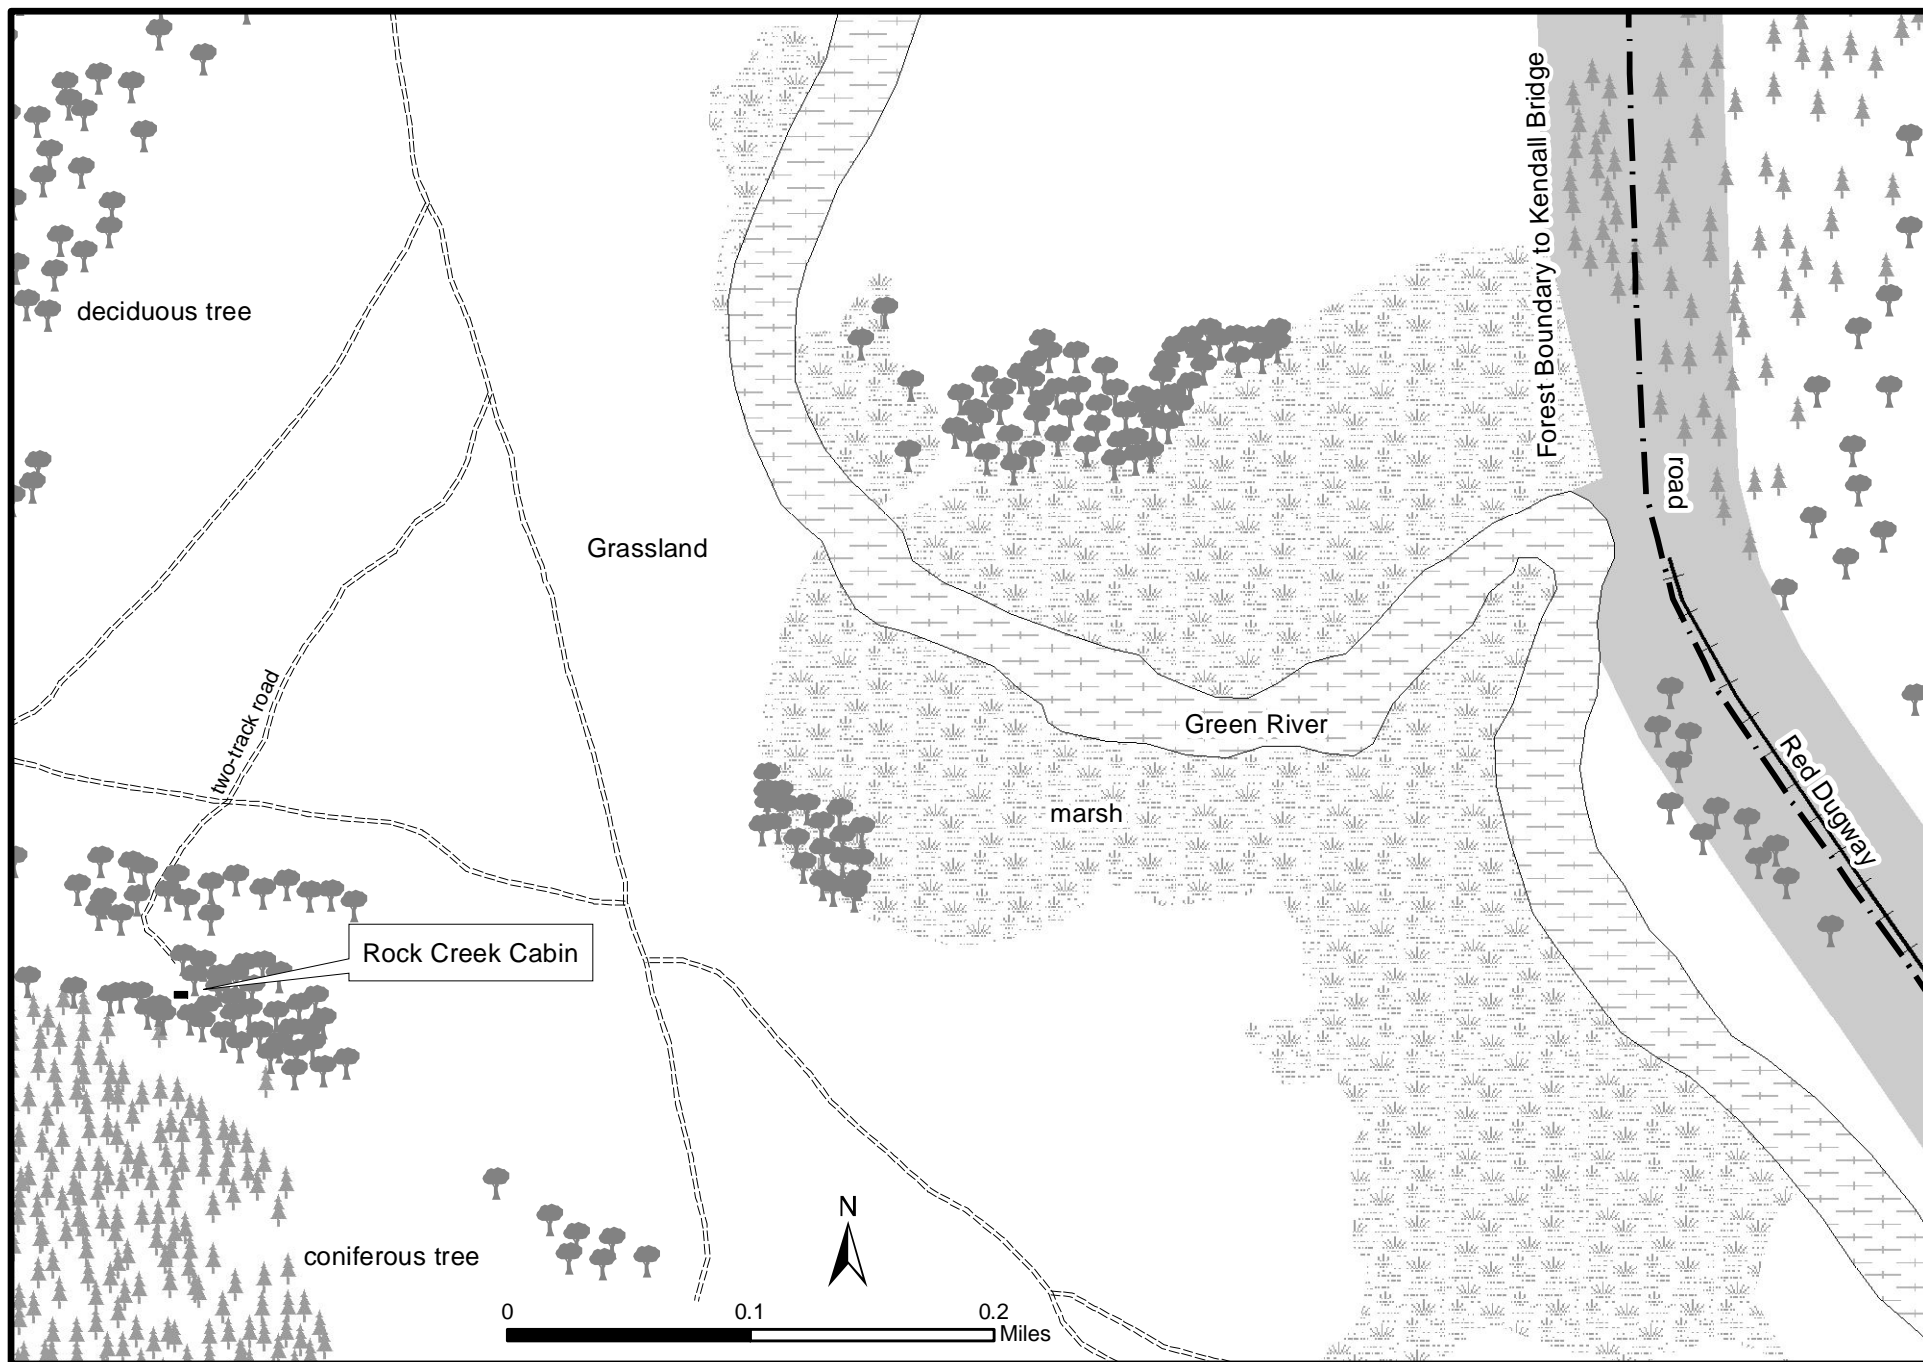 Forest Boundary to Kendall Bridge
deciduous tree
road
Grassland
two-track road
Green River
Red Dugway
marsh
Rock Creek Cabin
N
coniferous tree
0 0.1 0.2
Miles